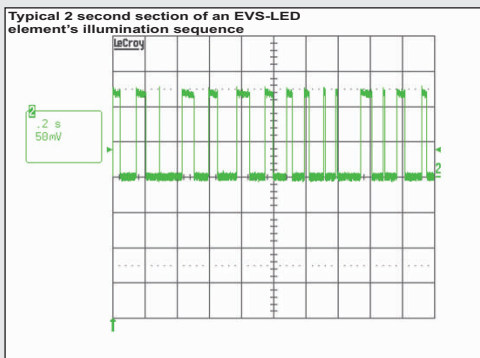 Typical 2 second section of an EVS-LED
element's illumination sequence
LeCroy
2
.2 s
50mV
2